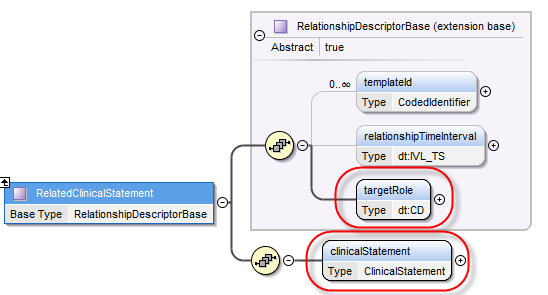 RelationshipDescriptorBase (extension base)
Abstract true
0..∞
templateId
Type CodedIdentifier
relationshipTimeInterval
Type dt:IVL_TS
targetRole
Type dt:CD
RelatedClinicalStatement
Base Type RelationshipDescriptorBase
clinicalStatement
Type ClinicalStatement